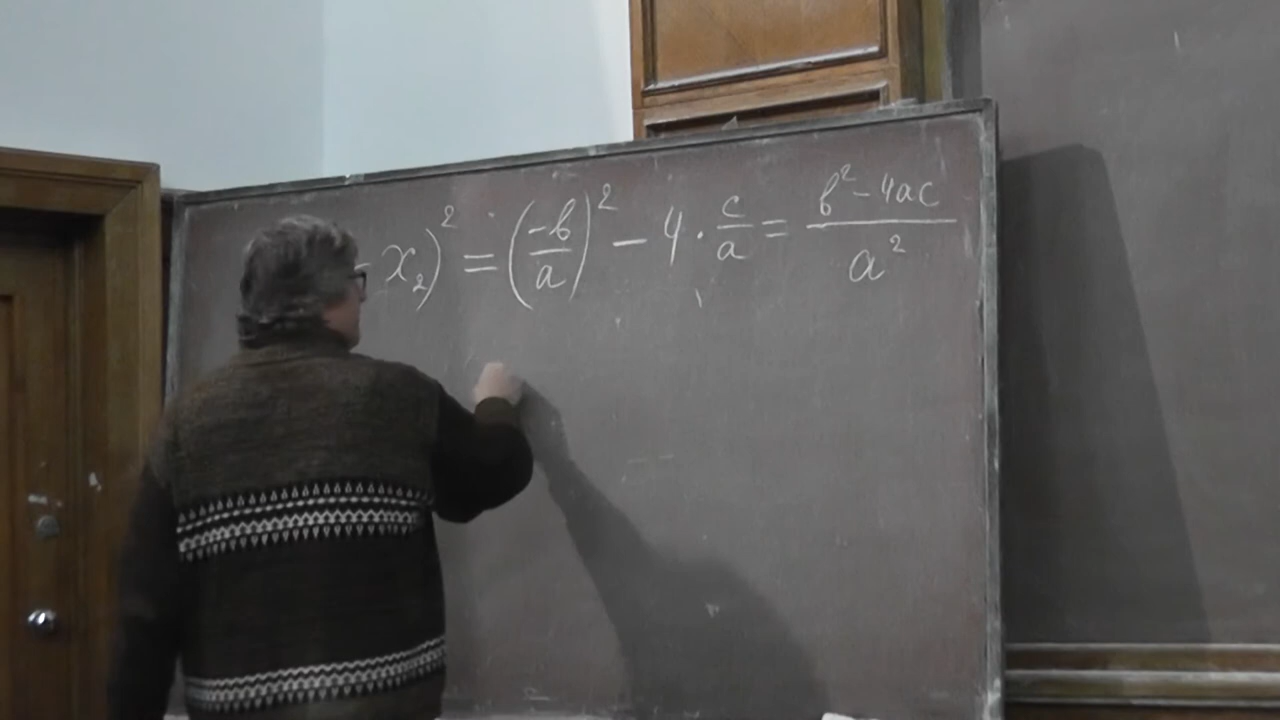 - x₂)² = (-b/a)² - 4 · c/a = b² - 4ac / a²